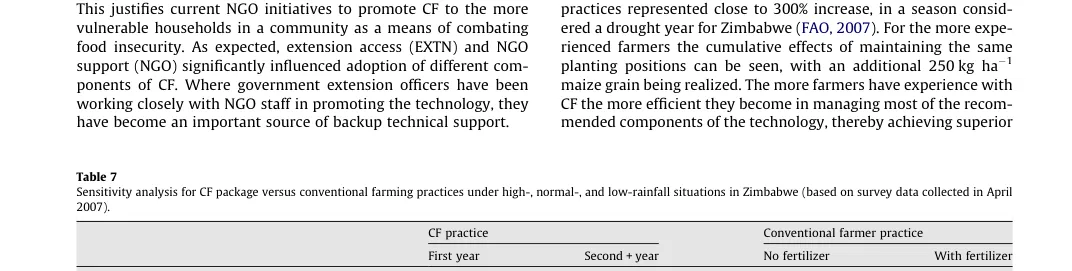 This justifies current NGO initiatives to promote CF to the more
vulnerable households in a community as a means of combating
food insecurity. As expected, extension access (EXTN) and NGO
support (NGO) significantly influenced adoption of different com-
ponents of CF. Where government extension officers have been
working closely with NGO staff in promoting the technology, they
have become an important source of backup technical support.
practices represented close to 300% increase, in a season consid-
ered a drought year for Zimbabwe (FAO, 2007). For the more expe-
rienced farmers the cumulative effects of maintaining the same
planting positions can be seen, with an additional 250 kg ha⁻¹
maize grain being realized. The more farmers have experience with
CF the more efficient they become in managing most of the recom-
mended components of the technology, thereby achieving superior
Table 7
Sensitivity analysis for CF package versus conventional farming practices under high-, normal-, and low-rainfall situations in Zimbabwe (based on survey data collected in April
2007).
CF practice Conventional farmer practice
First year Second + year No fertilizer With fertilizer